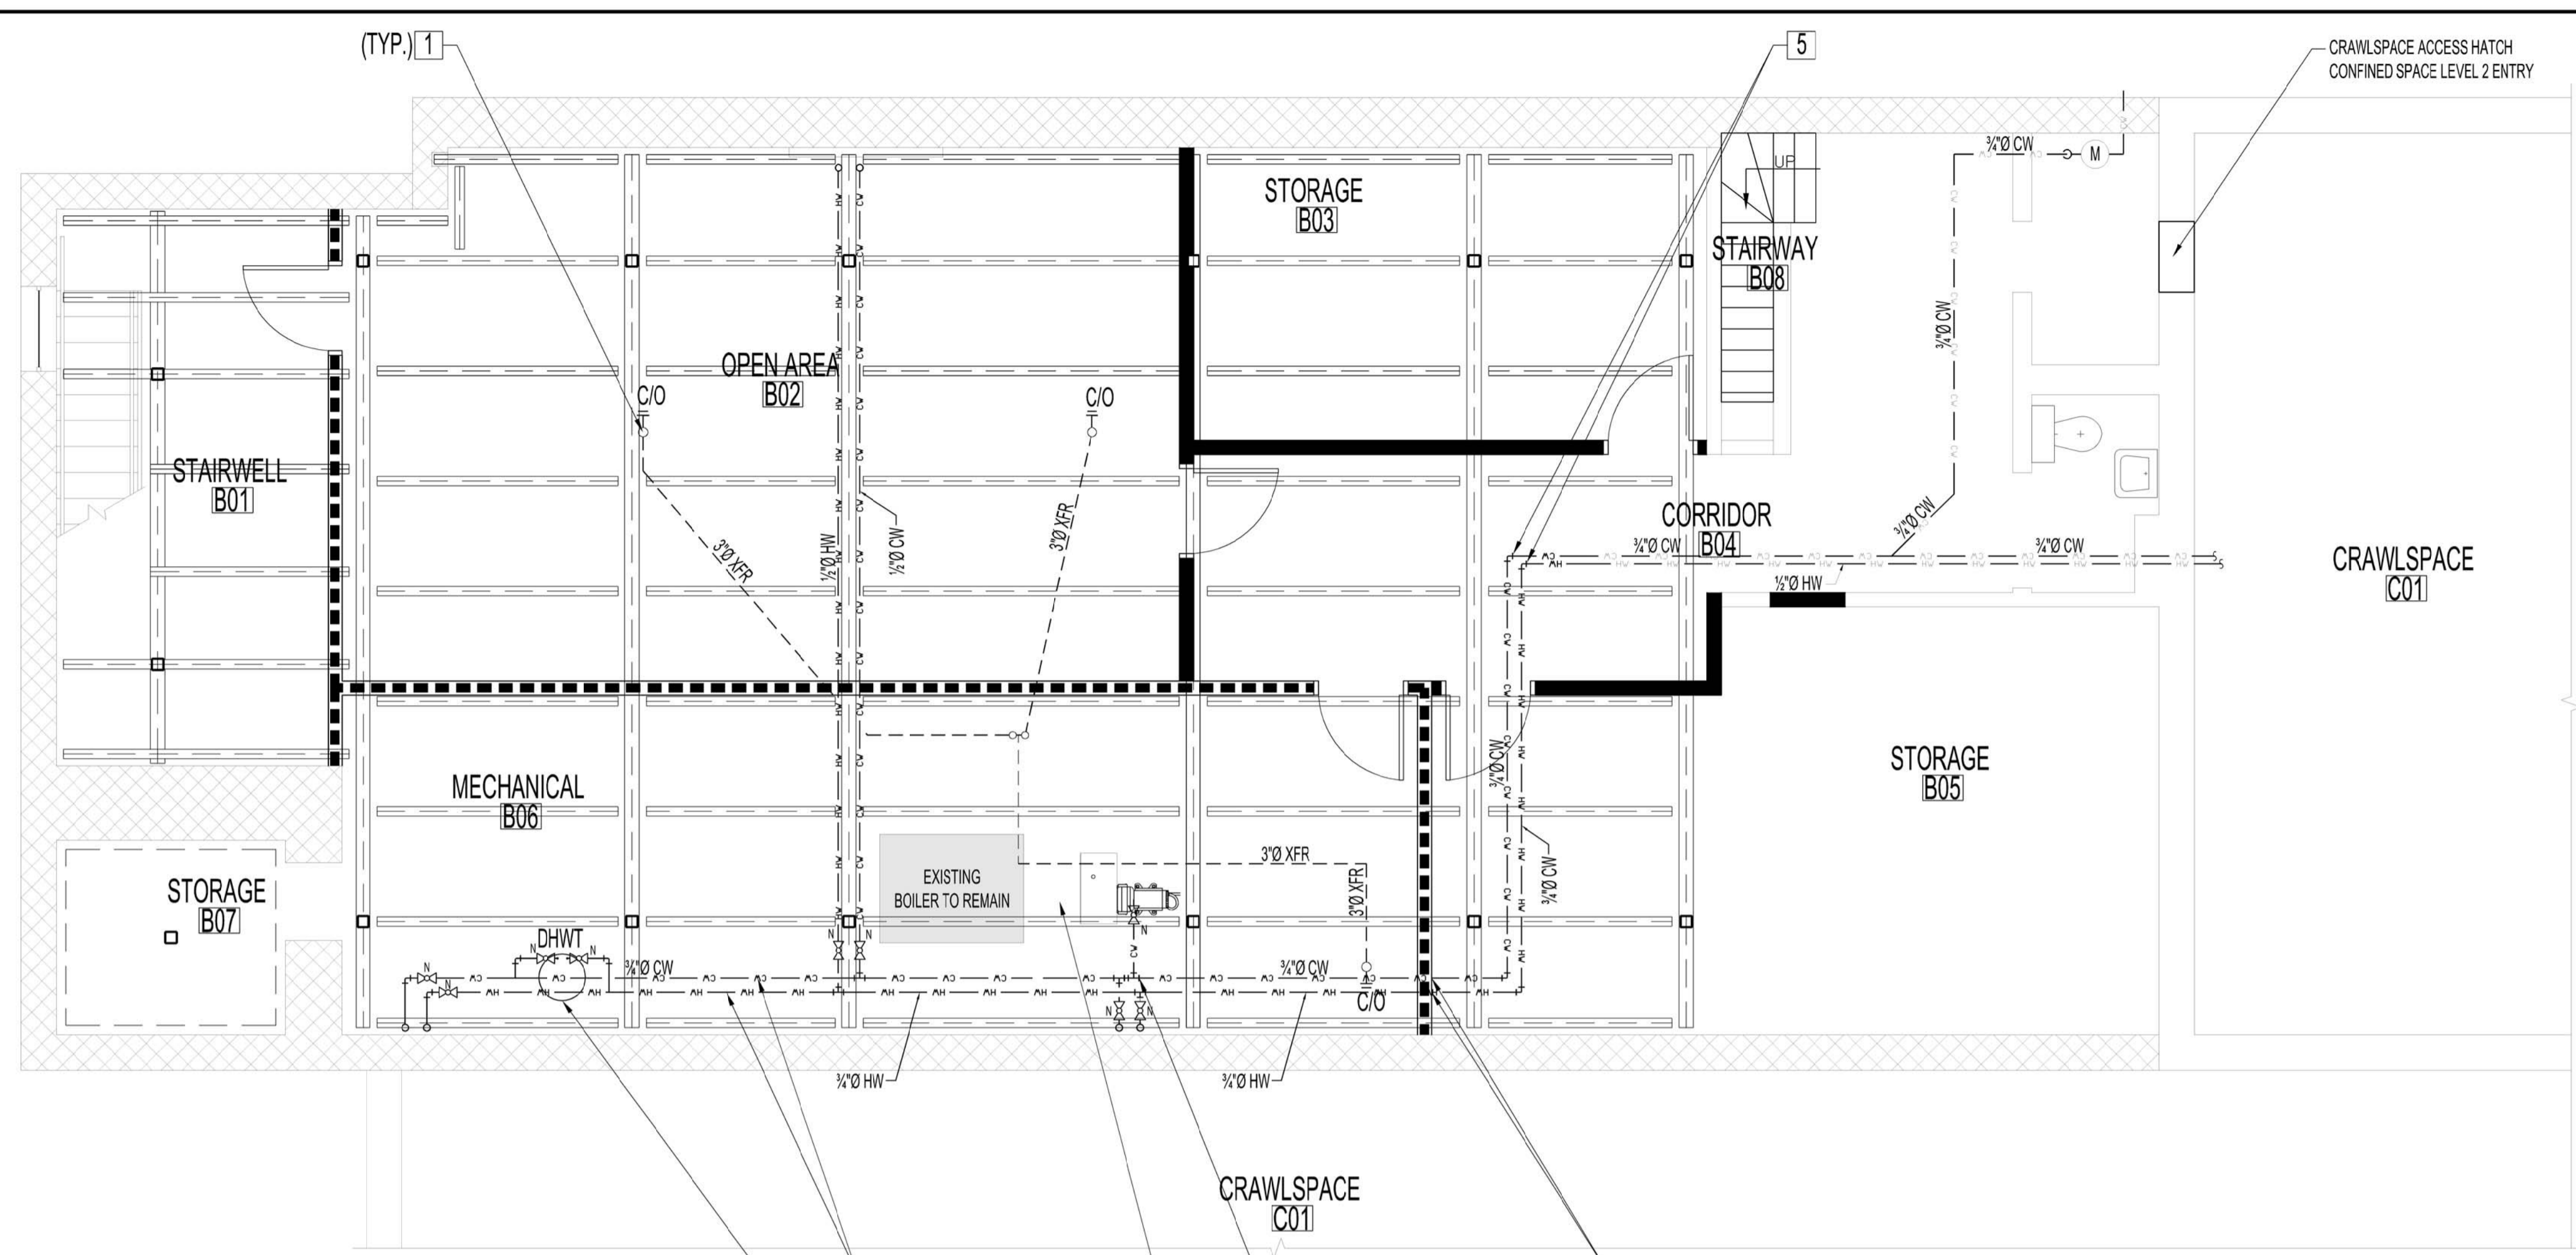 (TYP.) 1
5
CRAWLSPACE ACCESS HATCH
CONFINED SPACE LEVEL 2 ENTRY
¾"Ø CW
M
CW
UP
STORAGE
B03
STAIRWAY
B08
¾"Ø CW
OPEN AREA
B02
C/O
C/O
STAIRWELL
B01
3"Ø XFR
½"Ø HW
½"Ø CW
3"Ø XFR
CORRIDOR
B04
¾"Ø CW
¾"Ø CW
¾"Ø CW
½"Ø HW
CRAWLSPACE
C01
MECHANICAL
B06
¾"Ø CW
¾"Ø CW
STORAGE
B05
STORAGE
B07
EXISTING
BOILER TO REMAIN
3"Ø XFR
3"Ø XFR
DHWT
N
N
N
N
N
N
N
N
N
¾"Ø CW
¾"Ø CW
C/O
¾"Ø HW
¾"Ø HW
CRAWLSPACE
C01